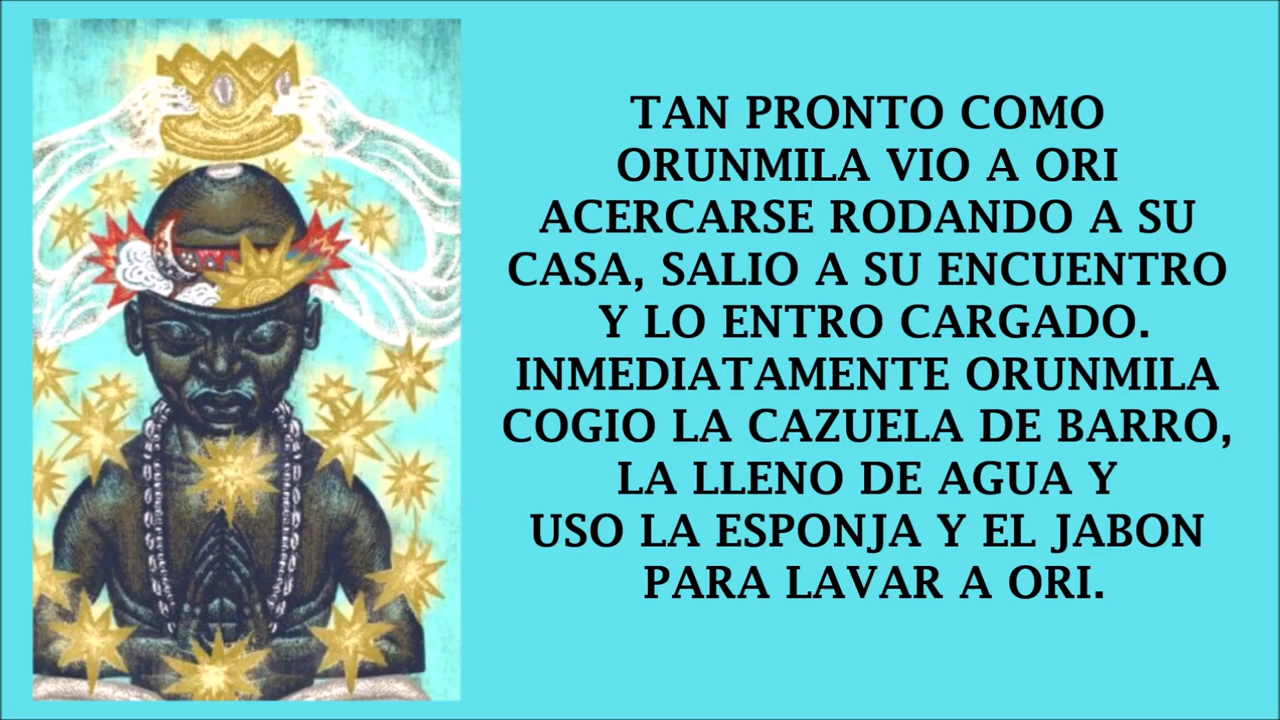 TAN PRONTO COMO
ORUNMILA VIO A ORI
ACERCARSE RODANDO A SU
CASA, SALIO A SU ENCUENTRO
Y LO ENTRO CARGADO.
INMEDIATAMENTE ORUNMILA
COGIO LA CAZUELA DE BARRO,
LA LLENO DE AGUA Y
USO LA ESPONJA Y EL JABON
PARA LAVAR A ORI.